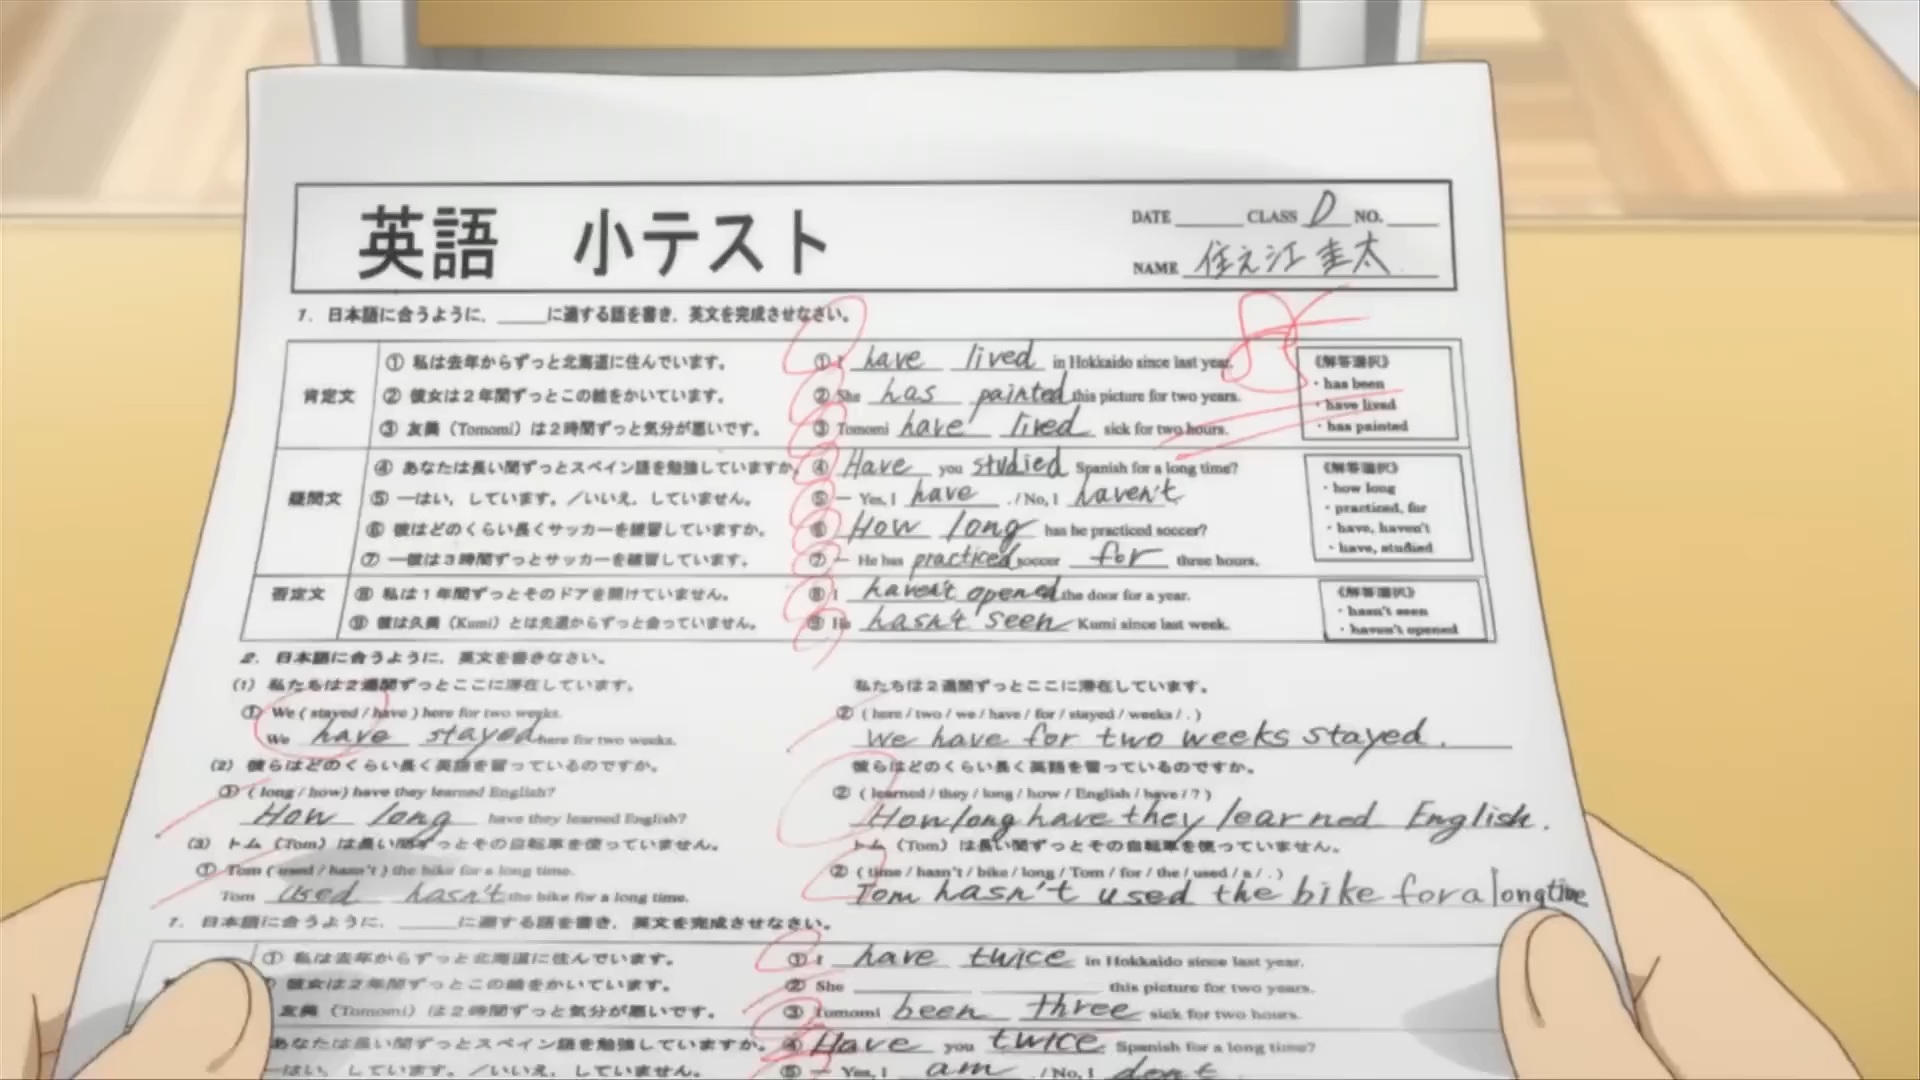 英語 小テスト
DATE CLASS D NO.
NAME 住之江 圭太
1. 日本語に合うように、_____に適する語を書き、英文を完成させなさい。
肯定文
① 私は去年からずっと北海道に住んでいます。 ① I have lived in Hokkaido since last year.
② 彼女は2年間ずっとこの絵をかいています。 ② She has painted this picture for two years.
③ 友美（Tomomi）は2時間ずっと気分が悪いです。 ③ Tomomi have lived sick for two hours.
《解答選択》
・has been
・have lived
・has painted
疑問文
④ あなたは長い間ずっとスペイン語を勉強していますか。 ④ Have you studied Spanish for a long time?
⑤ ―はい、しています。／いいえ、していません。 ⑤ ― Yes, I have . / No, I haven't
⑥ 彼はどのくらい長くサッカーを練習していますか。 ⑥ How long has he practiced soccer?
⑦ ―彼は3時間ずっとサッカーを練習しています。 ⑦ ― He has practiced soccer for three hours.
《解答選択》
・how long
・practiced, for
・have, haven't
・have, studied
否定文
⑧ 私は1年間ずっとそのドアを開けていません。 ⑧ I haven't opened the door for a year.
⑨ 彼は久美（Kumi）とは先週からずっと会っていません。 ⑨ He hasn't seen Kumi since last week.
《解答選択》
・hasn't seen
・haven't opened
2. 日本語に合うように、英文を書きなさい。
(1) 私たちは2週間ずっとここに滞在しています。
① We ( stayed / have ) here for two weeks.
We have stayed here for two weeks.
私たちは2週間ずっとここに滞在しています。
② ( here / two / we / have / for / stayed / weeks / . )
We have for two weeks stayed.
(2) 彼らはどのくらい長く英語を習っているのですか。
① ( long / how) have they learned English?
How long have they learned English?
彼らはどのくらい長く英語を習っているのですか。
② ( learned / they / long / how / English / have / ? )
How long have they learned English.
(3) トム（Tom）は長い間ずっとその自転車を使っていません。
① Tom ( used / hasn't ) the bike for a long time.
Tom used hasn't the bike for a long time.
トム（Tom）は長い間ずっとその自転車を使っていません。
② ( time / hasn't / bike / long / Tom / for / the / used / a / . )
Tom hasn't used the bike for a long time
1. 日本語に合うように、_____に適する語を書き、英文を完成させなさい。
① 私は去年からずっと北海道に住んでいます。 ① I have twice in Hokkaido since last year.
彼女は2年間ずっとこの絵をかいています。 ② She this picture for two years.
友美（Tomomi）は2時間ずっと気分が悪いです。 ③ Tomomi been three sick for two hours.
あなたは長い間ずっとスペイン語を勉強していますか。 ④ Have you twice Spanish for a long time?
―はい、しています。／いいえ、していません。 ⑤ ― Yes, I am . / No, I don't